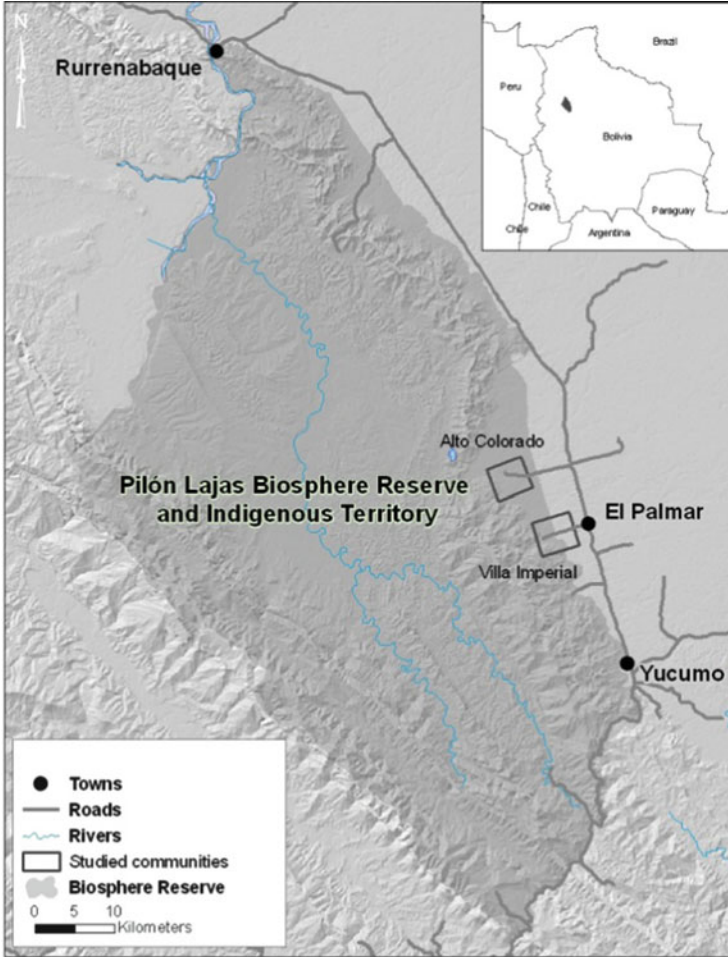 N
Rurrenabaque
Brazil
Peru
Bolivia
Chile
Paraguay
Chile
Argentina
Alto Colorado
Pilón Lajas Biosphere Reserve
and Indigenous Territory
El Palmar
Villa Imperial
Yucumo
Towns
Roads
Rivers
Studied communities
Biosphere Reserve
0 5 10
Kilometers